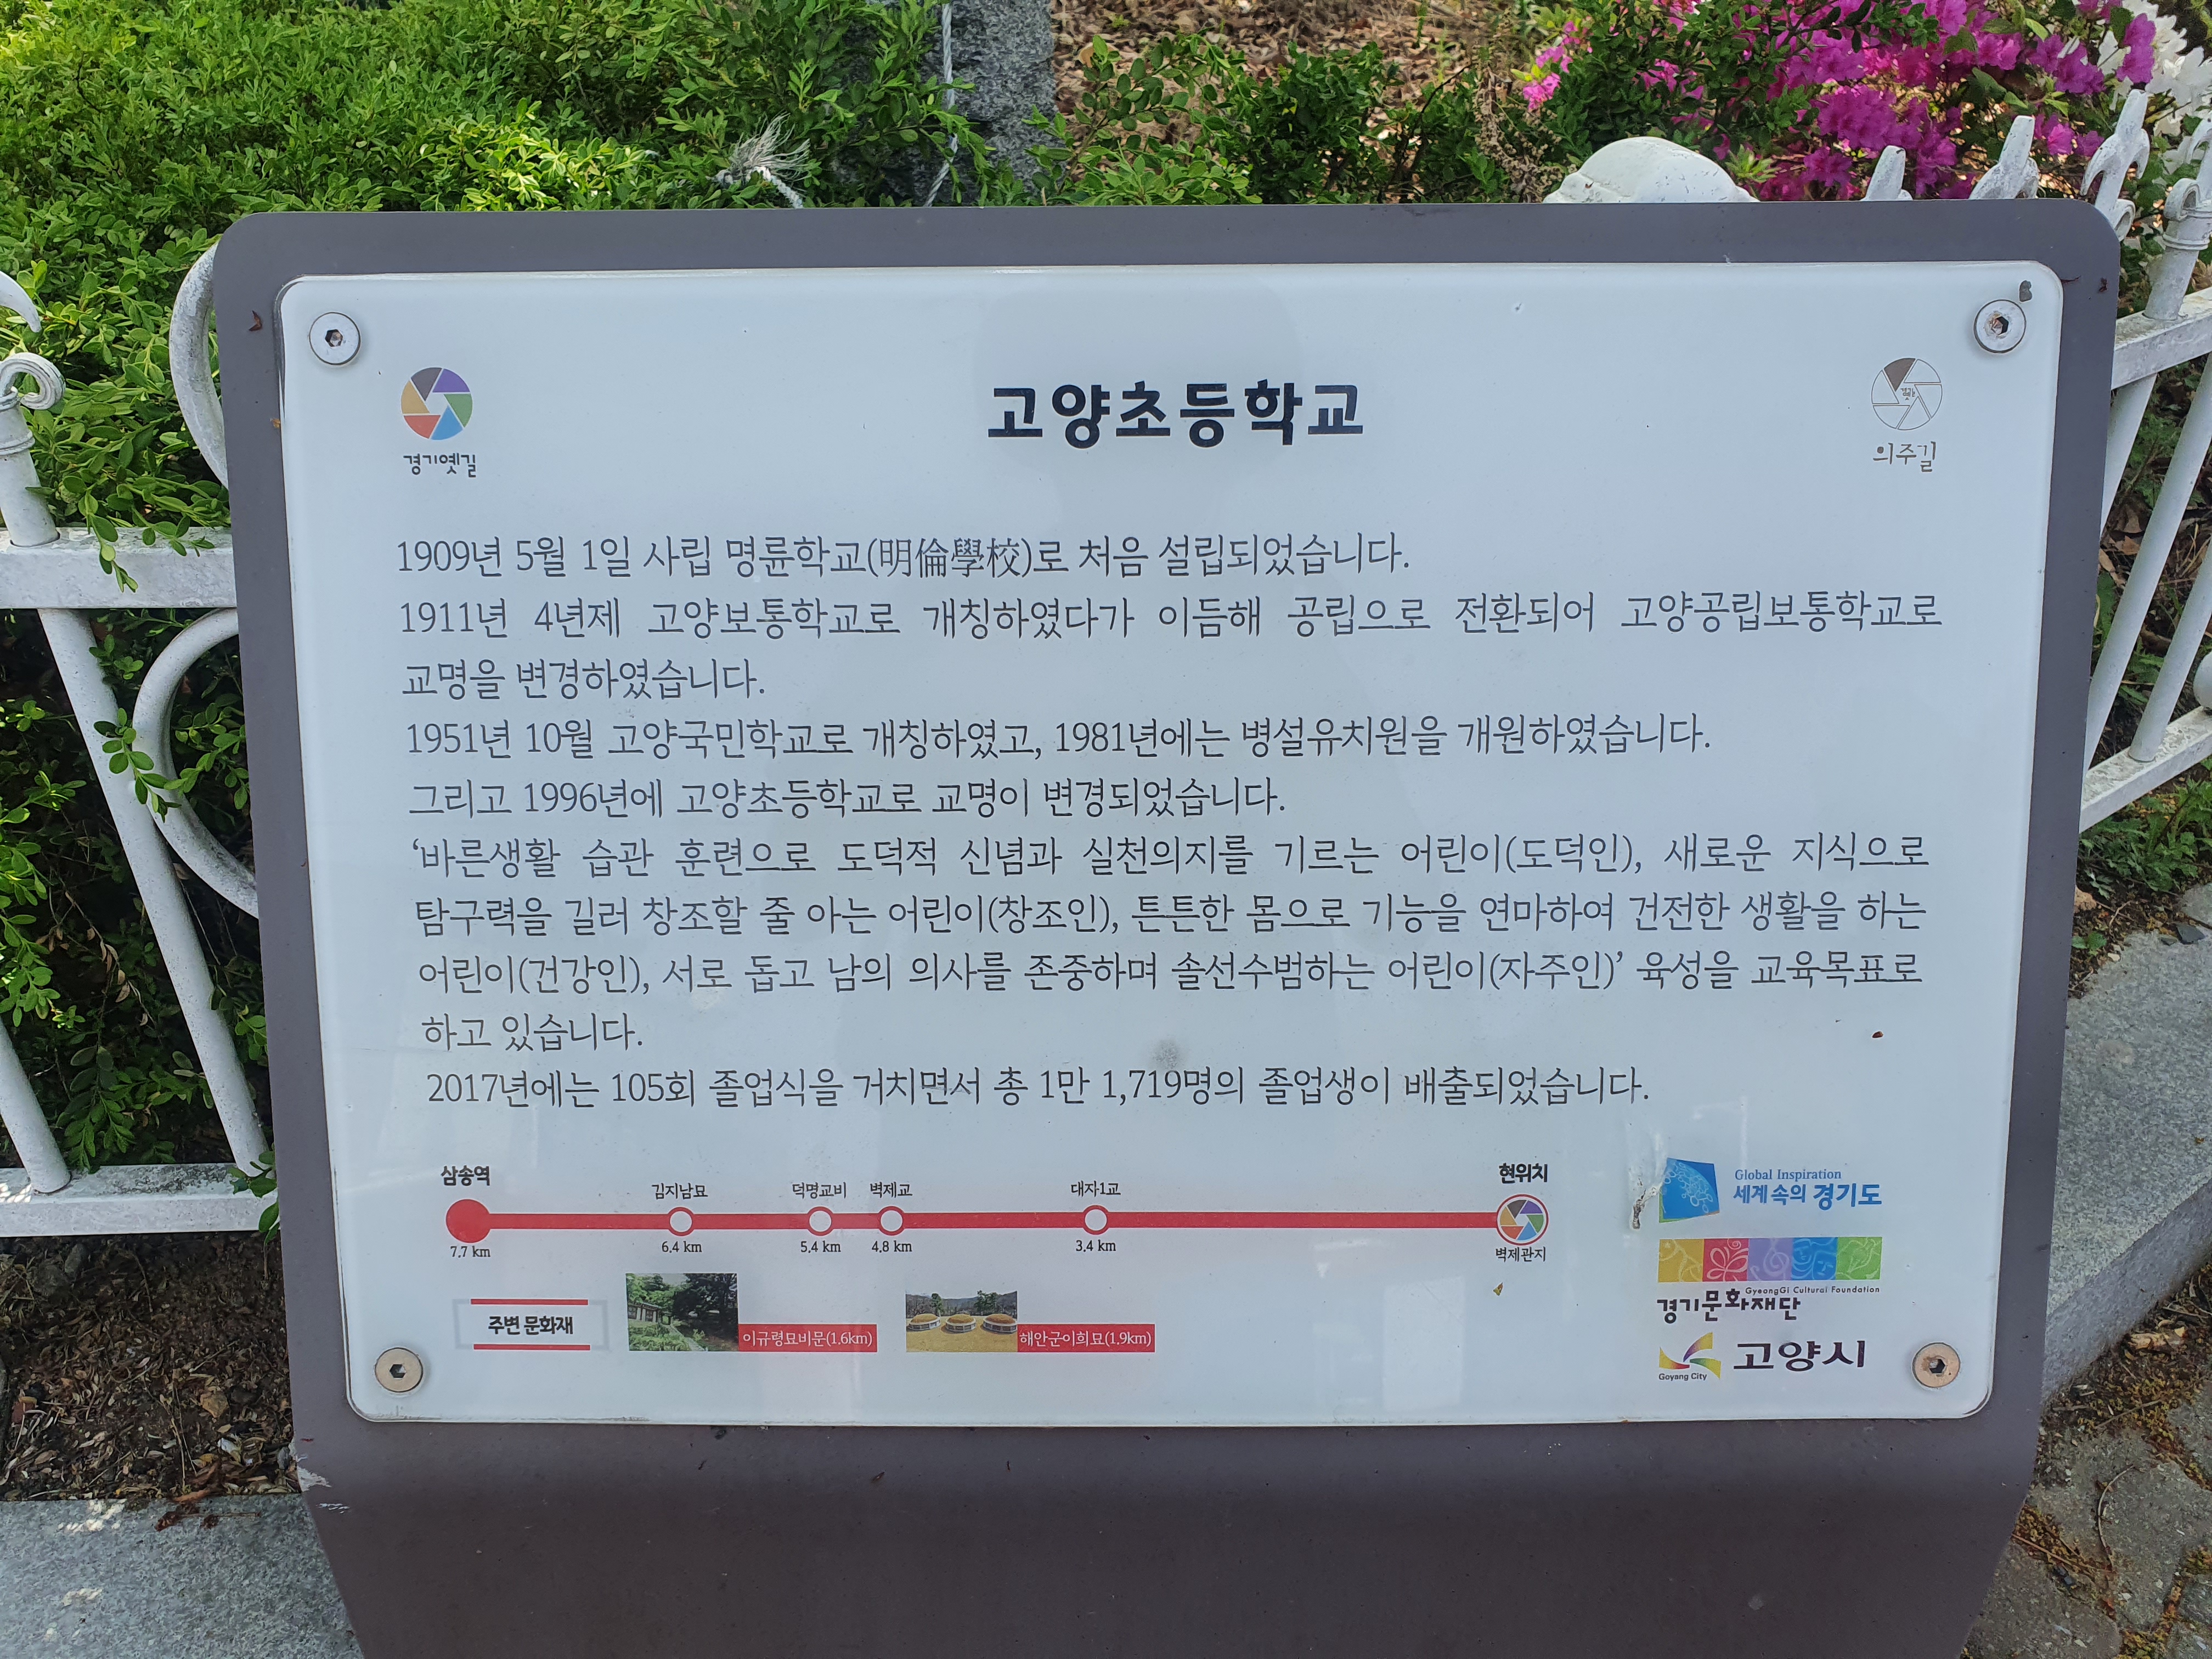 고양초등학교
경기옛길
의주길
1909년 5월 1일 사립 명륜학교(明倫學校)로 처음 설립되었습니다.
1911년 4년제 고양보통학교로 개칭하였다가 이듬해 공립으로 전환되어 고양공립보통학교로
교명을 변경하였습니다.
1951년 10월 고양국민학교로 개칭하였고, 1981년에는 병설유치원을 개원하였습니다.
그리고 1996년에 고양초등학교로 교명이 변경되었습니다.
‘바른생활 습관 훈련으로 도덕적 신념과 실천의지를 기르는 어린이(도덕인), 새로운 지식으로
탐구력을 길러 창조할 줄 아는 어린이(창조인), 튼튼한 몸으로 기능을 연마하여 건전한 생활을 하는
어린이(건강인), 서로 돕고 남의 의사를 존중하며 솔선수범하는 어린이(자주인)’ 육성을 교육목표로
하고 있습니다.
2017년에는 105회 졸업식을 거치면서 총 1만 1,719명의 졸업생이 배출되었습니다.
삼송역 김지남묘 덕명교비 벽제교 대자1교 현위치
7.7 km 6.4 km 5.4 km 4.8 km 3.4 km 벽제관지
주변 문화재
이규령묘비문(1.6km)
해안군이희묘(1.9km)
Global Inspiration
세계 속의 경기도
GyeongGi Cultural Foundation
경기문화재단
Goyang City
고양시